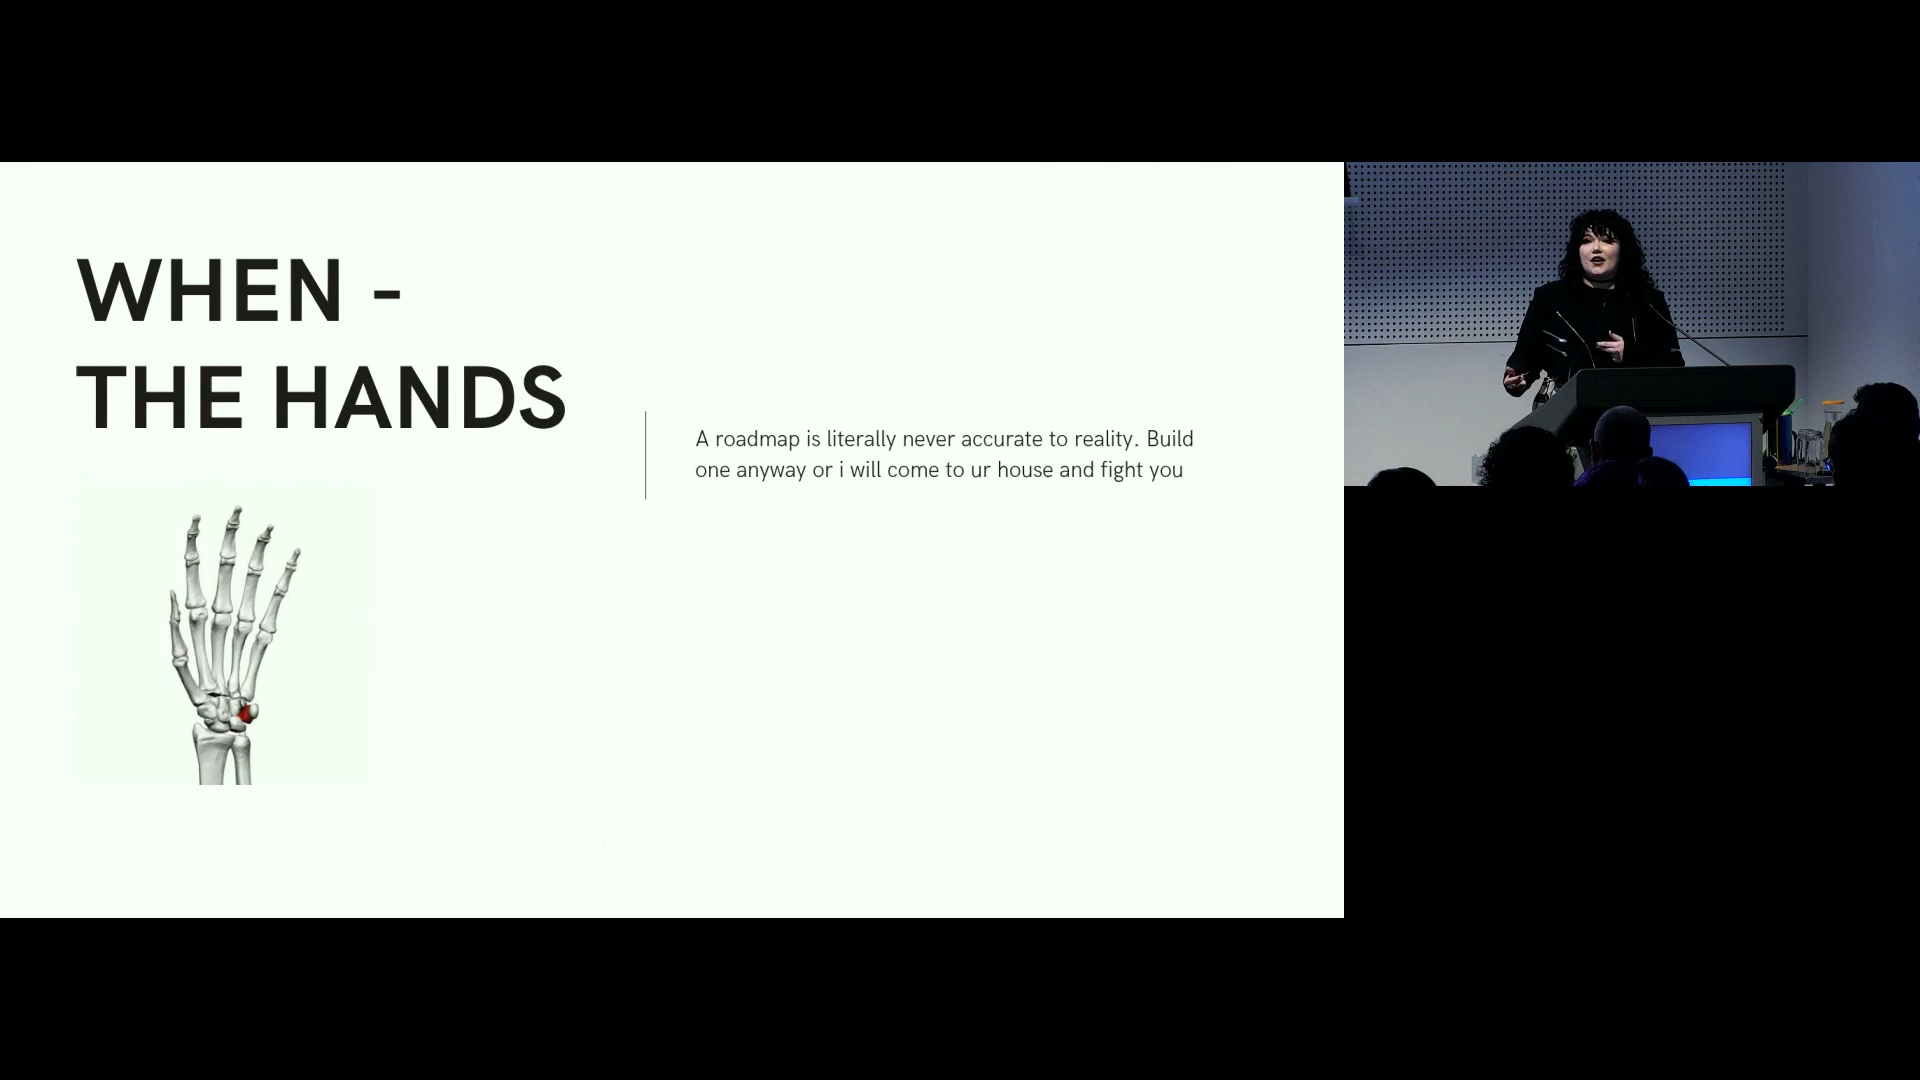 WHEN -
THE HANDS
A roadmap is literally never accurate to reality. Build
one anyway or i will come to ur house and fight you